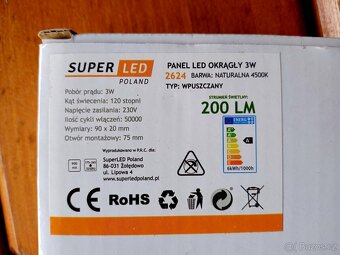 SUPER LED
POLAND
PANEL LED OKRĄGŁY 3W
2624 BARWA: NATURALNA 4500K
TYP: WPUSZCZANY
Pobór prądu: 3W
Kąt świecenia: 120 stopni
Napięcie zasilania: 230V
Ilość cykli włączeń: 50000
Wymiary: 90 x 20 mm
Otwór montażowy: 75 mm
STRUMIEŃ ŚWIETLNY:
200 LM
Wyprodukowano w P.R.C. dla:
SuperLED Poland
86-031 Żołędowo
ul. Lipowa 4
www.superledpoland.pl
6kWh/1000h
CE RoHS